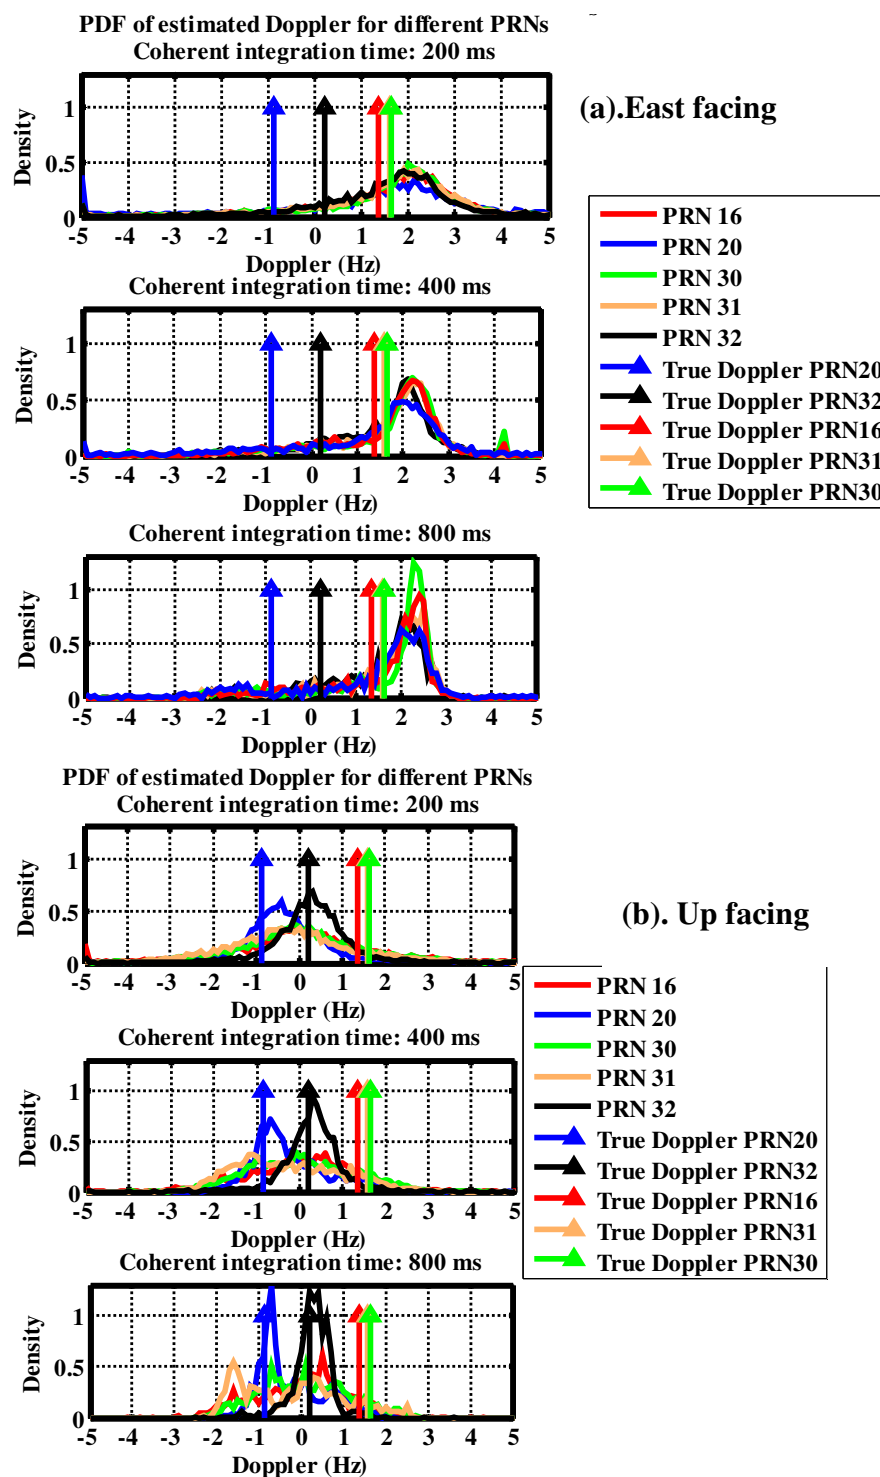 PDF of estimated Doppler for different PRNs
Coherent integration time: 200 ms
Density
1
0.5
0
-5 -4 -3 -2 -1 0 1 2 3 4 5
Doppler (Hz)
(a).East facing
Coherent integration time: 400 ms
Density
1
0.5
0
-5 -4 -3 -2 -1 0 1 2 3 4 5
Doppler (Hz)
PRN 16
PRN 20
PRN 30
PRN 31
PRN 32
True Doppler PRN20
True Doppler PRN32
True Doppler PRN16
True Doppler PRN31
True Doppler PRN30
Coherent integration time: 800 ms
Density
1
0.5
0
-5 -4 -3 -2 -1 0 1 2 3 4 5
Doppler (Hz)
PDF of estimated Doppler for different PRNs
Coherent integration time: 200 ms
Density
1
0.5
0
-5 -4 -3 -2 -1 0 1 2 3 4 5
Doppler (Hz)
(b). Up facing
Coherent integration time: 400 ms
Density
1
0.5
0
-5 -4 -3 -2 -1 0 1 2 3 4 5
Doppler (Hz)
PRN 16
PRN 20
PRN 30
PRN 31
PRN 32
True Doppler PRN20
True Doppler PRN32
True Doppler PRN16
True Doppler PRN31
True Doppler PRN30
Coherent integration time: 800 ms
Density
1
0.5
0
-5 -4 -3 -2 -1 0 1 2 3 4 5
Doppler (Hz)